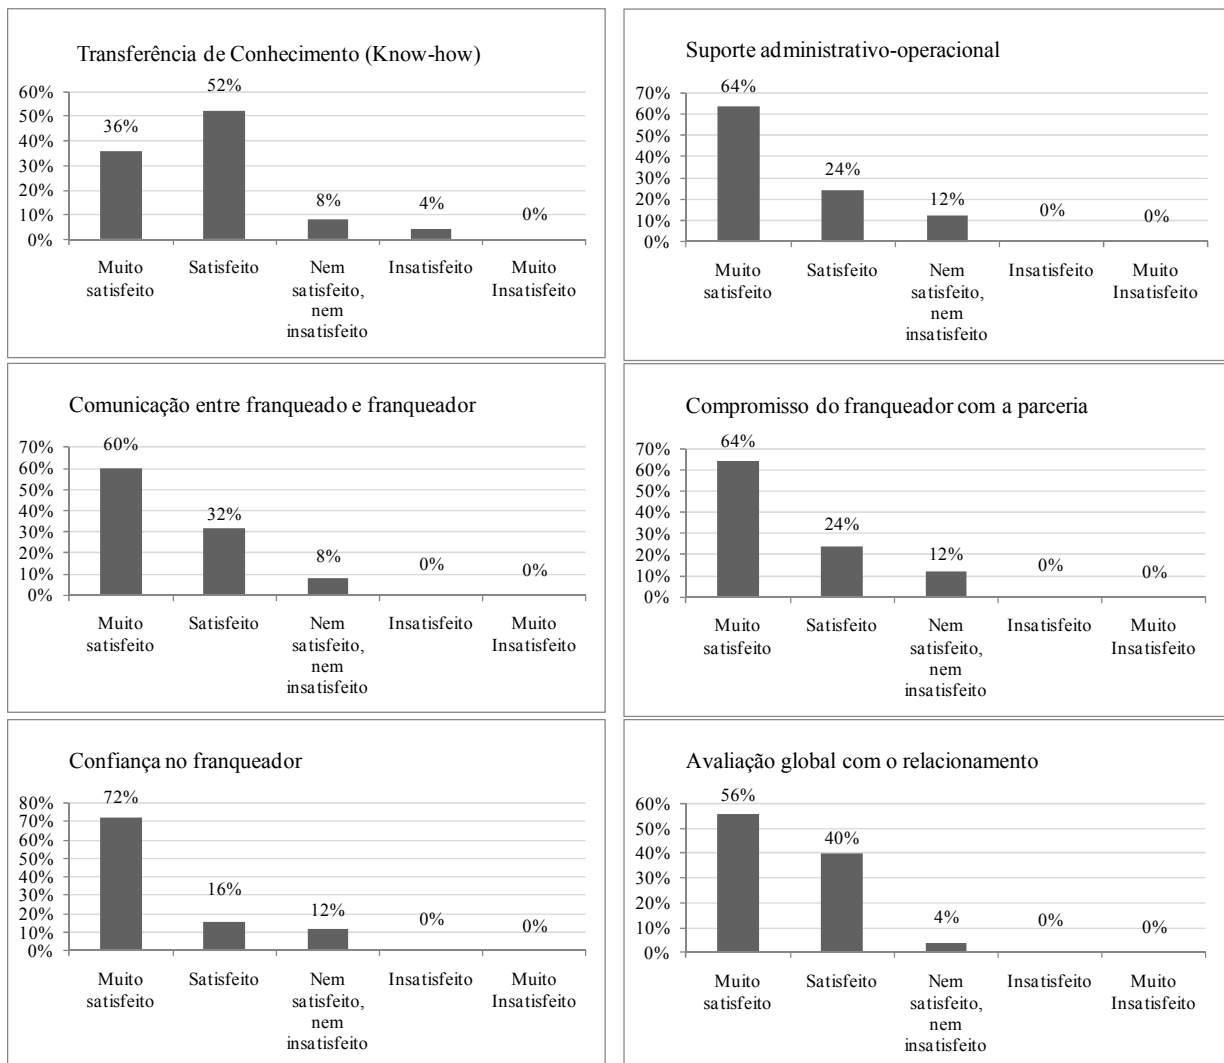 Transferência de Conhecimento (Know-how)
60%
50%
40%
30%
20%
10%
0%
36%
52%
8%
4%
0%
Muito
satisfeito
Satisfeito
Nem
satisfeito,
nem
insatisfeito
Insatisfeito
Muito
Insatisfeito
Suporte administrativo-operacional
70%
60%
50%
40%
30%
20%
10%
0%
64%
24%
12%
0%
0%
Muito
satisfeito
Satisfeito
Nem
satisfeito,
nem
insatisfeito
Insatisfeito
Muito
Insatisfeito
Comunicação entre franqueado e franqueador
70%
60%
50%
40%
30%
20%
10%
0%
60%
32%
8%
0%
0%
Muito
satisfeito
Satisfeito
Nem
satisfeito,
nem
insatisfeito
Insatisfeito
Muito
Insatisfeito
Compromisso do franqueador com a parceria
70%
60%
50%
40%
30%
20%
10%
0%
64%
24%
12%
0%
0%
Muito
satisfeito
Satisfeito
Nem
satisfeito,
nem
insatisfeito
Insatisfeito
Muito
Insatisfeito
Confiança no franqueador
80%
70%
60%
50%
40%
30%
20%
10%
0%
72%
16%
12%
0%
0%
Muito
satisfeito
Satisfeito
Nem
satisfeito,
nem
insatisfeito
Insatisfeito
Muito
Insatisfeito
Avaliação global com o relacionamento
60%
50%
40%
30%
20%
10%
0%
56%
40%
4%
0%
0%
Muito
satisfeito
Satisfeito
Nem
satisfeito,
nem
insatisfeito
Insatisfeito
Muito
Insatisfeito